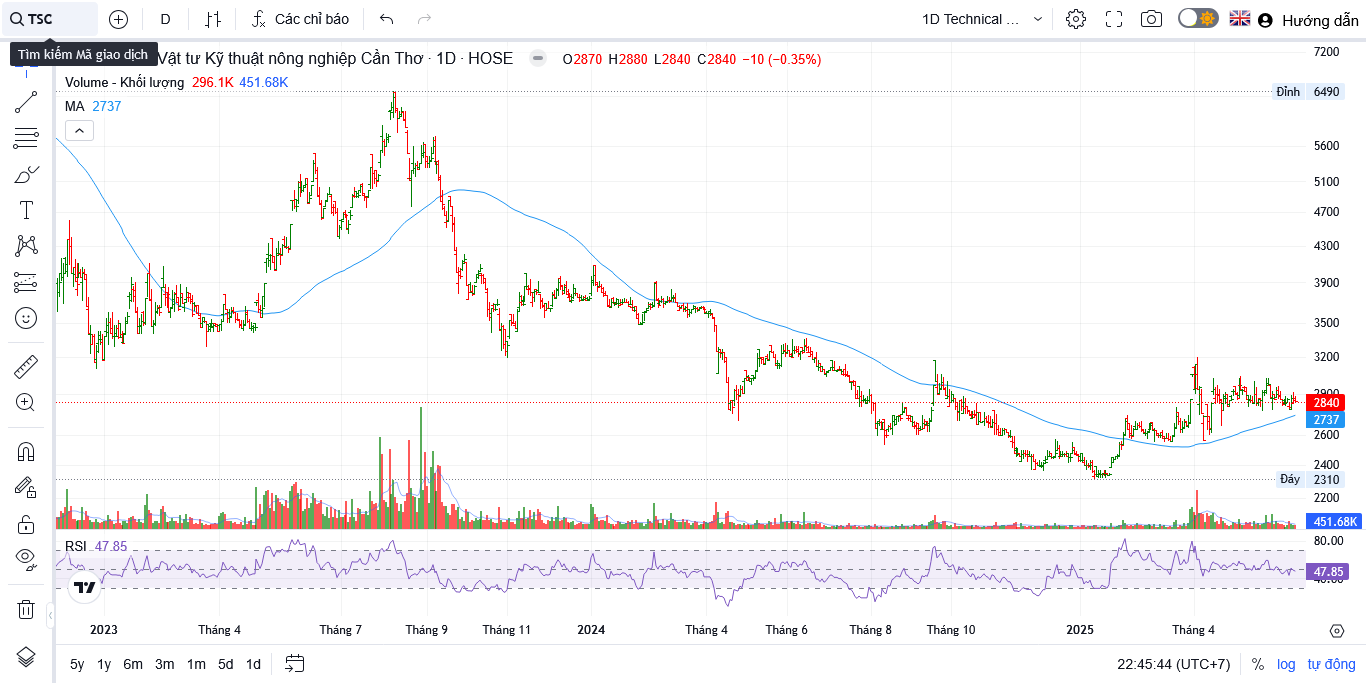 TSC
D
Các chỉ báo
1D Technical ...
Hướng dẫn
Tìm kiếm Mã giao dịch
Vật tư Kỹ thuật nông nghiệp Cần Thơ · 1D · HOSE
O2870 H2880 L2840 C2840 −10 (−0.35%)
Volume - Khối lượng 296.1K 451.68K
MA 2737
7200
Đỉnh 6490
5600
5100
4700
4300
3900
3500
3200
2900
2840
2737
2600
2400
Đáy 2310
2200
451.68K
RSI 47.85
80.00
47.85
40.00
2023 Tháng 4 Tháng 7 Tháng 9 Tháng 11 2024 Tháng 4 Tháng 6 Tháng 8 Tháng 10 2025 Tháng 4
5y 1y 6m 3m 1m 5d 1d
22:45:44 (UTC+7) % log tự động